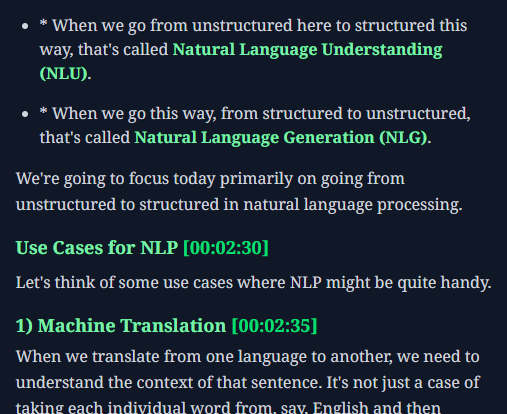 • * When we go from unstructured here to structured this
way, that's called Natural Language Understanding
(NLU).
• * When we go this way, from structured to unstructured,
that's called Natural Language Generation (NLG).
We're going to focus today primarily on going from
unstructured to structured in natural language processing.
Use Cases for NLP [00:02:30]
Let's think of some use cases where NLP might be quite handy.
1) Machine Translation [00:02:35]
When we translate from one language to another, we need to
understand the context of that sentence. It's not just a case of
taking each individual word from, say, English and then